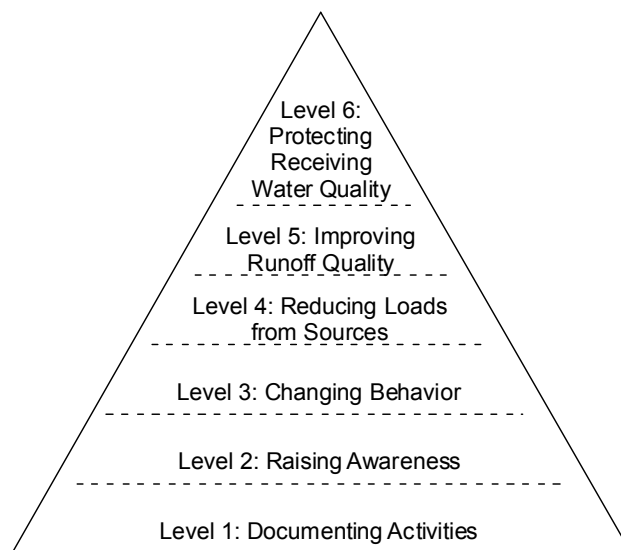 Level 6:
Protecting
Receiving
Water Quality
Level 5: Improving
Runoff Quality
Level 4: Reducing Loads
from Sources
Level 3: Changing Behavior
Level 2: Raising Awareness
Level 1: Documenting Activities